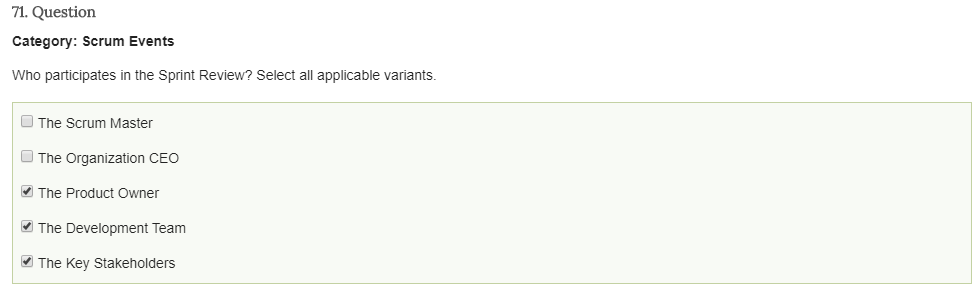 71. Question
Category: Scrum Events
Who participates in the Sprint Review? Select all applicable variants.
The Scrum Master
The Organization CEO
The Product Owner
The Development Team
The Key Stakeholders